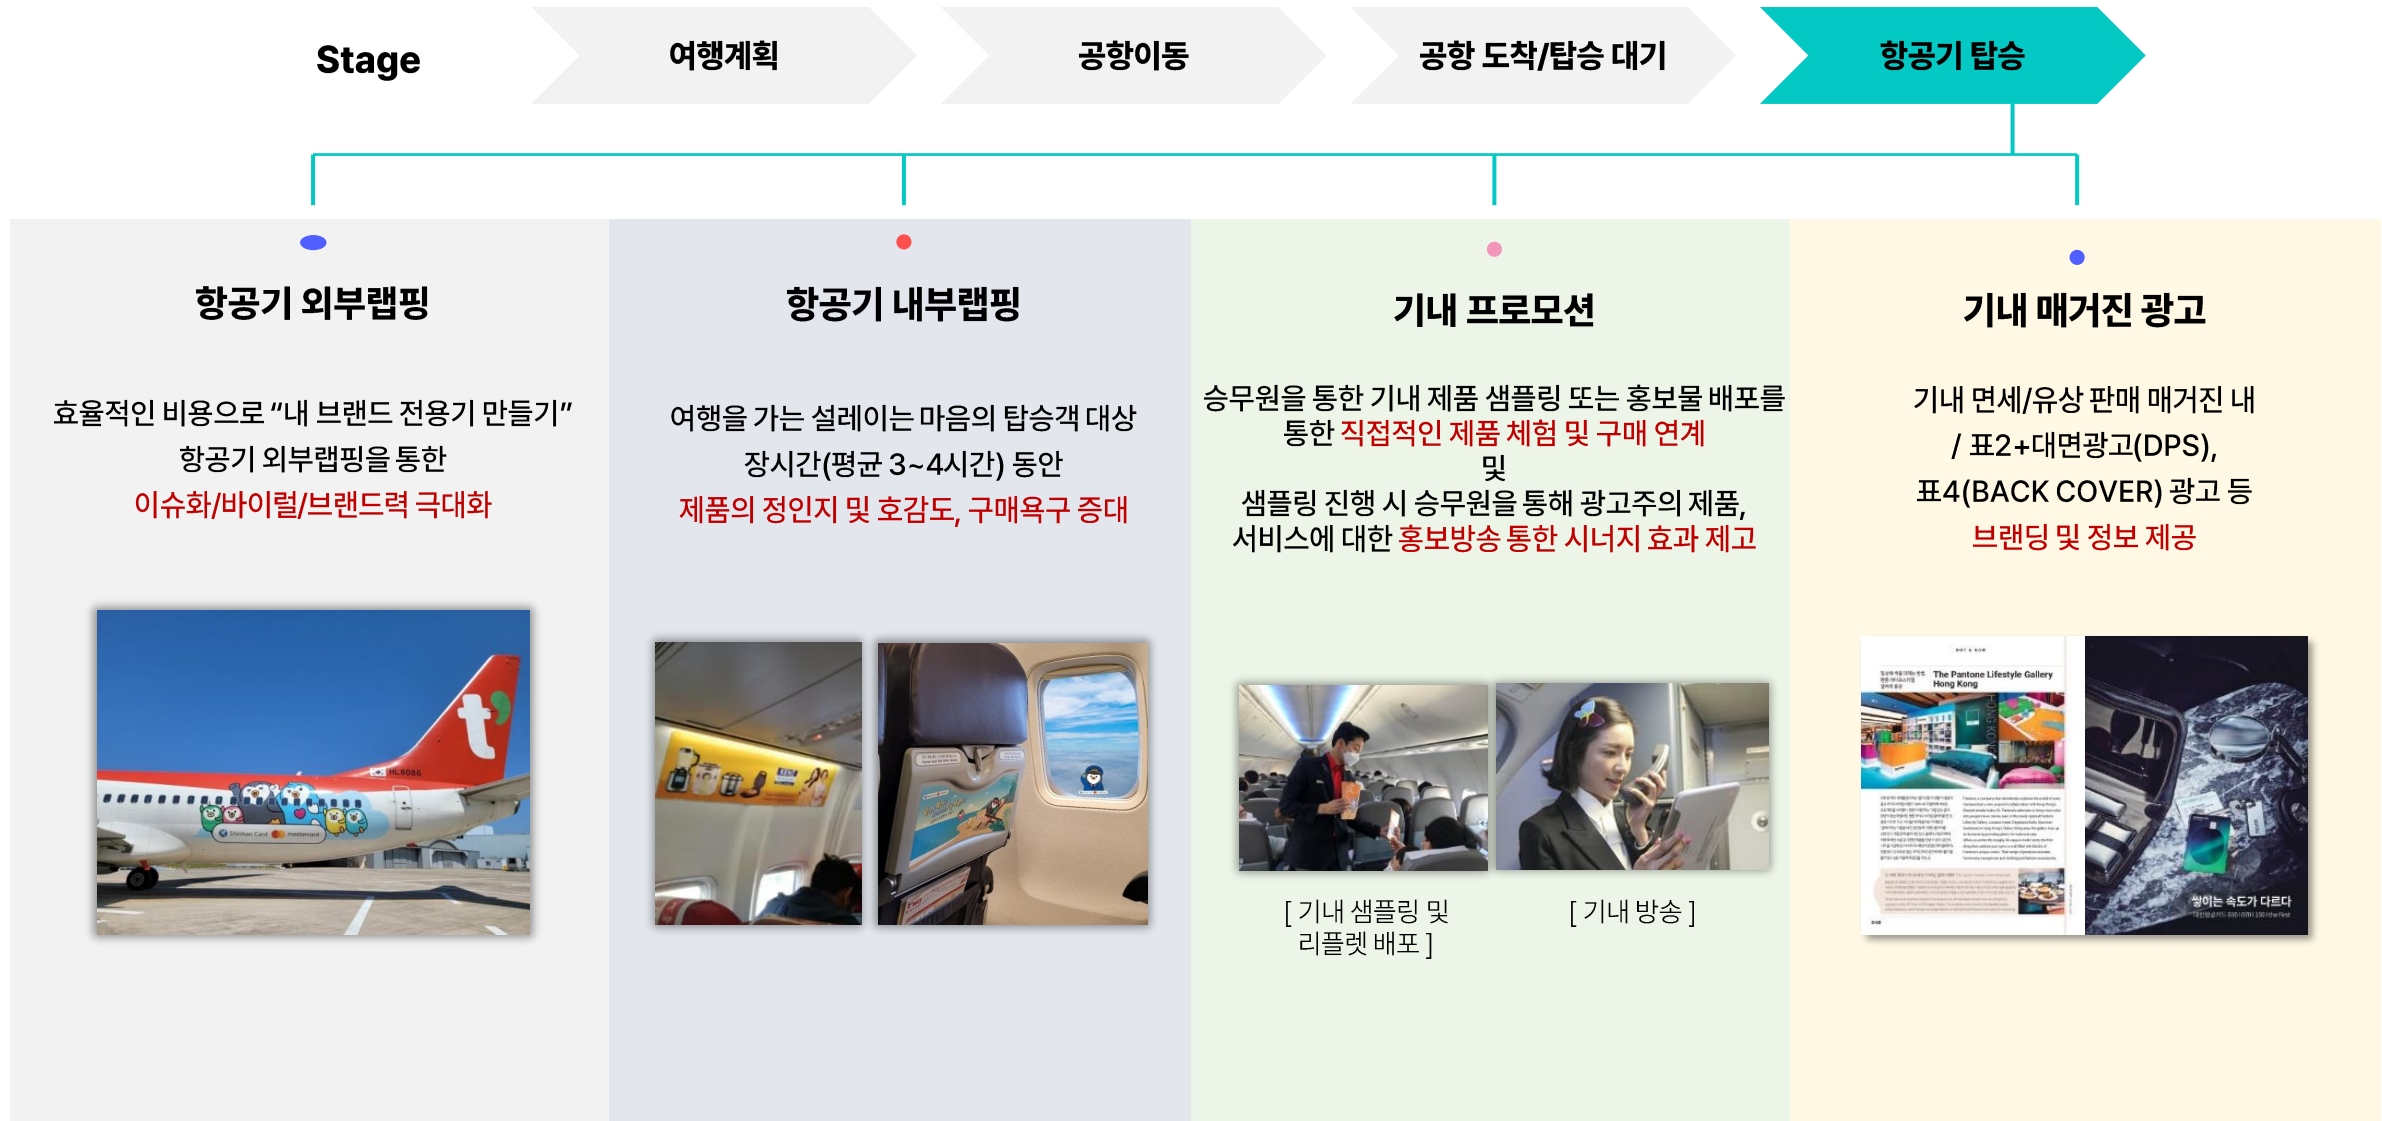 Stage
여행계획
공항이동
공항 도착/탑승 대기
항공기 탑승
항공기 외부랩핑
효율적인 비용으로 “내 브랜드 전용기 만들기”
항공기 외부랩핑을 통한
이슈화/바이럴/브랜드력 극대화
t'
HL8086
Shinhan Card
mastercard
항공기 내부랩핑
여행을 가는 설레이는 마음의 탑승객 대상
장시간(평균 3~4시간) 동안
제품의 정인지 및 호감도, 구매욕구 증대
기내 프로모션
승무원을 통한 기내 제품 샘플링 또는 홍보물 배포를
통한 직접적인 제품 체험 및 구매 연계
및
샘플링 진행 시 승무원을 통해 광고주의 제품,
서비스에 대한 홍보방송 통한 시너지 효과 제고
[ 기내 샘플링 및
리플렛 배포 ]
[ 기내 방송 ]
기내 매거진 광고
기내 면세/유상 판매 매거진 내
/ 표2+대면광고(DPS),
표4(BACK COVER) 광고 등
브랜딩 및 정보 제공
The Pantone Lifestyle Gallery
Hong Kong
쌓이는 속도가 다르다